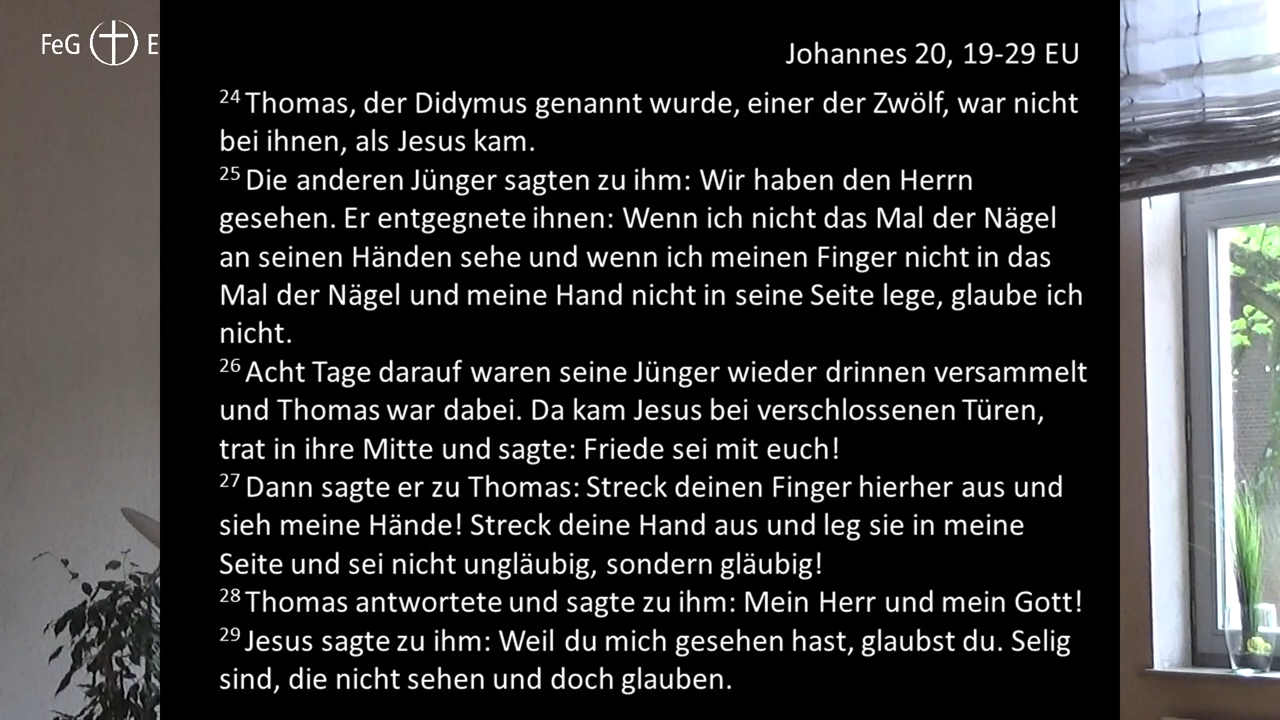 FeG E
Johannes 20, 19-29 EU
24 Thomas, der Didymus genannt wurde, einer der Zwölf, war nicht
bei ihnen, als Jesus kam.
25 Die anderen Jünger sagten zu ihm: Wir haben den Herrn
gesehen. Er entgegnete ihnen: Wenn ich nicht das Mal der Nägel
an seinen Händen sehe und wenn ich meinen Finger nicht in das
Mal der Nägel und meine Hand nicht in seine Seite lege, glaube ich
nicht.
26 Acht Tage darauf waren seine Jünger wieder drinnen versammelt
und Thomas war dabei. Da kam Jesus bei verschlossenen Türen,
trat in ihre Mitte und sagte: Friede sei mit euch!
27 Dann sagte er zu Thomas: Streck deinen Finger hierher aus und
sieh meine Hände! Streck deine Hand aus und leg sie in meine
Seite und sei nicht ungläubig, sondern gläubig!
28 Thomas antwortete und sagte zu ihm: Mein Herr und mein Gott!
29 Jesus sagte zu ihm: Weil du mich gesehen hast, glaubst du. Selig
sind, die nicht sehen und doch glauben.